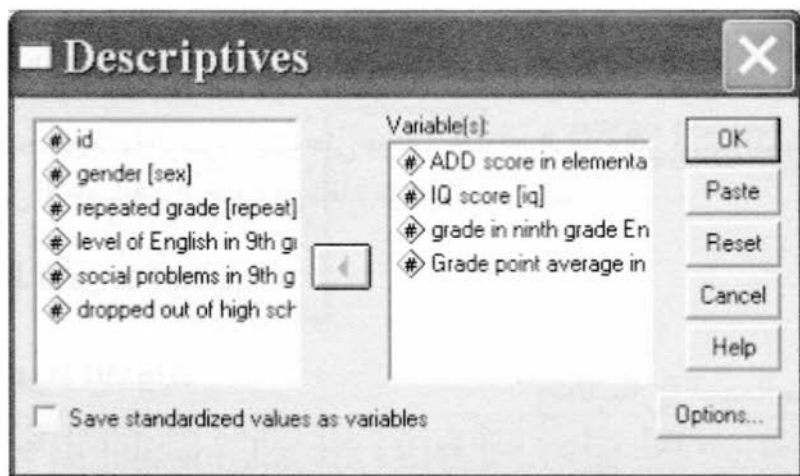 Descriptives
id
gender [sex]
repeated grade [repeat]
level of English in 9th gr
social problems in 9th g
dropped out of high sch
Variable(s):
ADD score in elementa
IQ score [iq]
grade in ninth grade En
Grade point average in
OK
Paste
Reset
Cancel
Help
Save standardized values as variables
Options...